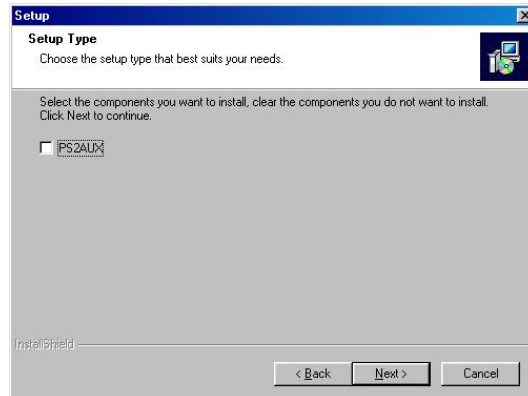 Setup
Setup Type
Choose the setup type that best suits your needs.
Select the components you want to install, clear the components you do not want to install.
Click Next to continue.
PS2AUX
InstallShield
< Back
Next >
Cancel